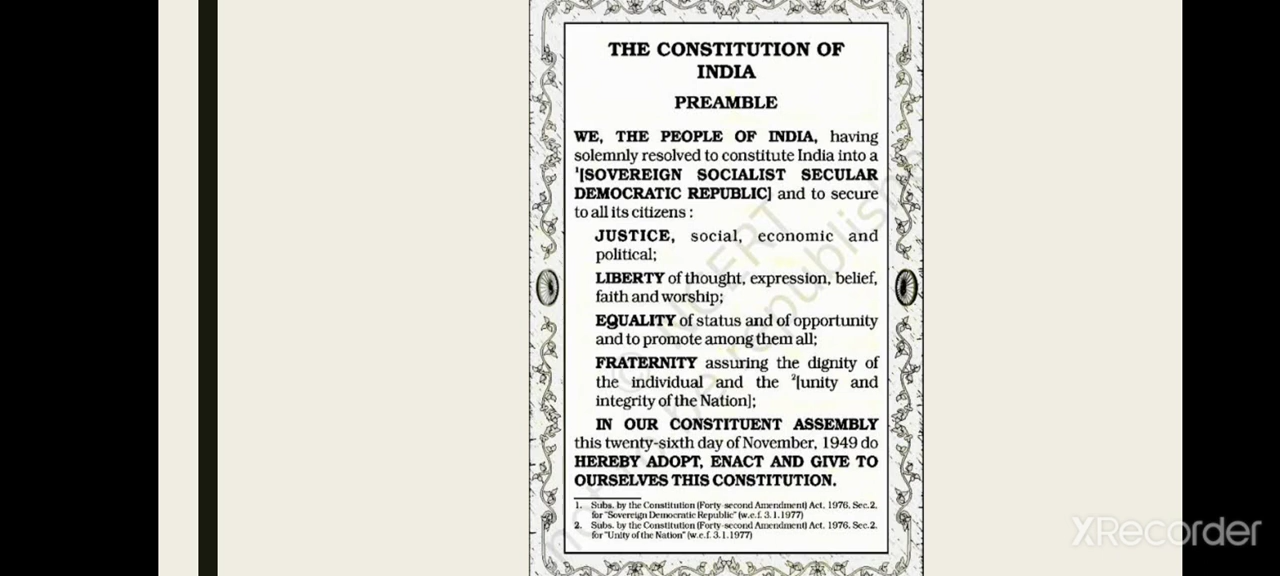 THE CONSTITUTION OF
INDIA
PREAMBLE
WE, THE PEOPLE OF INDIA, having
solemnly resolved to constitute India into a
¹[SOVEREIGN SOCIALIST SECULAR
DEMOCRATIC REPUBLIC] and to secure
to all its citizens :
JUSTICE, social, economic and
political;
LIBERTY of thought, expression, belief,
faith and worship;
EQUALITY of status and of opportunity
and to promote among them all;
FRATERNITY assuring the dignity of
the individual and the ²[unity and
integrity of the Nation];
IN OUR CONSTITUENT ASSEMBLY
this twenty-sixth day of November, 1949 do
HEREBY ADOPT, ENACT AND GIVE TO
OURSELVES THIS CONSTITUTION.
1. Subs. by the Constitution (Forty-second Amendment) Act, 1976, Sec.2,
for "Sovereign Democratic Republic" (w.e.f. 3.1.1977)
2. Subs. by the Constitution (Forty-second Amendment) Act, 1976, Sec.2,
for "Unity of the Nation" (w.e.f. 3.1.1977)
© NCERT
not be republished
XRecorder